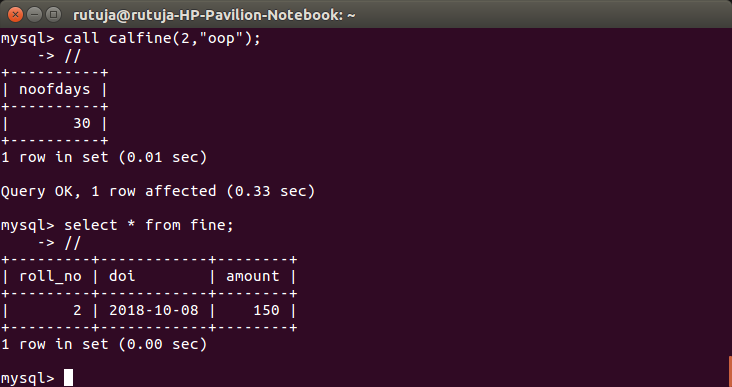 rutuja@rutuja-HP-Pavilion-Notebook: ~
mysql> call calfine(2,"oop");
    -> //
+----------+
| noofdays |
+----------+
|       30 |
+----------+
1 row in set (0.01 sec)

Query OK, 1 row affected (0.33 sec)

mysql> select * from fine;
    -> //
+---------+------------+--------+
| roll_no | doi        | amount |
+---------+------------+--------+
|       2 | 2018-10-08 |    150 |
+---------+------------+--------+
1 row in set (0.00 sec)

mysql>